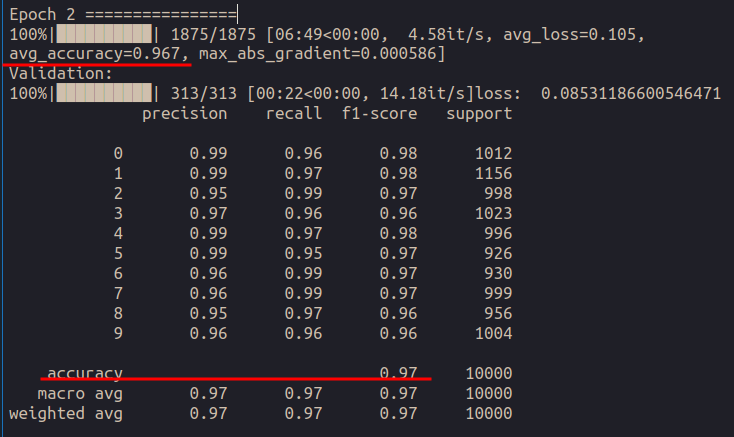 Epoch 2 ================
100%|██████████| 1875/1875 [06:49<00:00,  4.58it/s, avg_loss=0.105,
avg_accuracy=0.967, max_abs_gradient=0.000586]
Validation:
100%|██████████| 313/313 [00:22<00:00, 14.18it/s]loss:  0.08531186600546471
precision    recall  f1-score   support
0       0.99      0.96      0.98      1012
1       0.99      0.97      0.98      1156
2       0.95      0.99      0.97       998
3       0.97      0.96      0.96      1023
4       0.99      0.97      0.98       996
5       0.99      0.95      0.97       926
6       0.96      0.99      0.97       930
7       0.96      0.99      0.97       999
8       0.95      0.97      0.96       956
9       0.96      0.96      0.96      1004
accuracy                           0.97     10000
macro avg       0.97      0.97      0.97     10000
weighted avg       0.97      0.97      0.97     10000